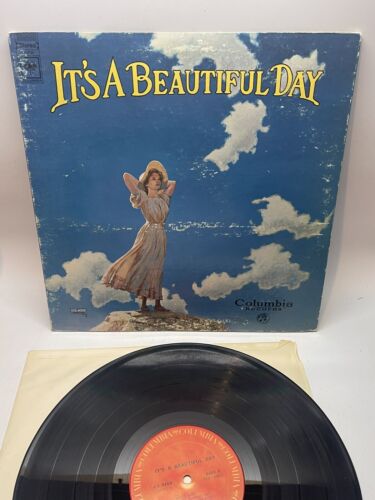 IT'S A BEAUTIFUL DAY
Columbia
RECORDS
COLUMBIA
IT'S A BEAUTIFUL DAY